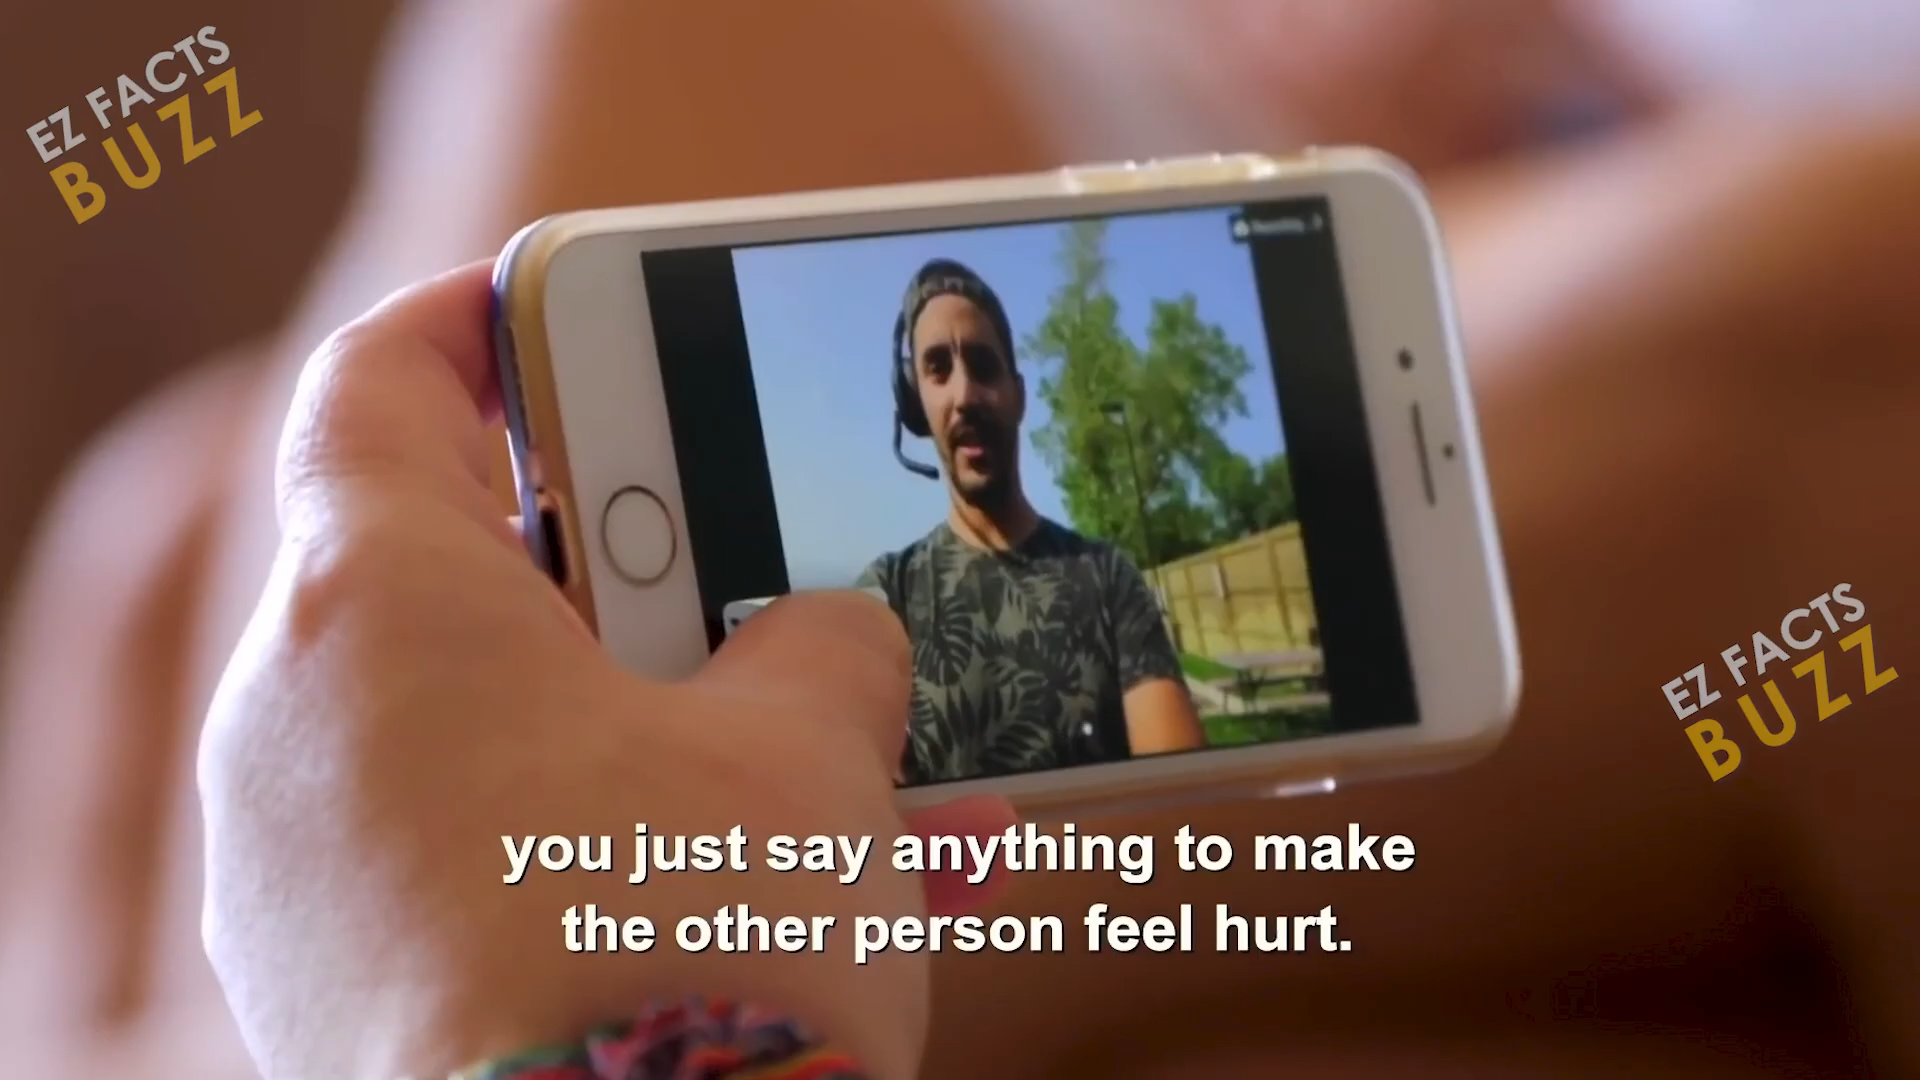 EZ FACTS
BUZZ
EZ FACTS
BUZZ
you just say anything to make
the other person feel hurt.